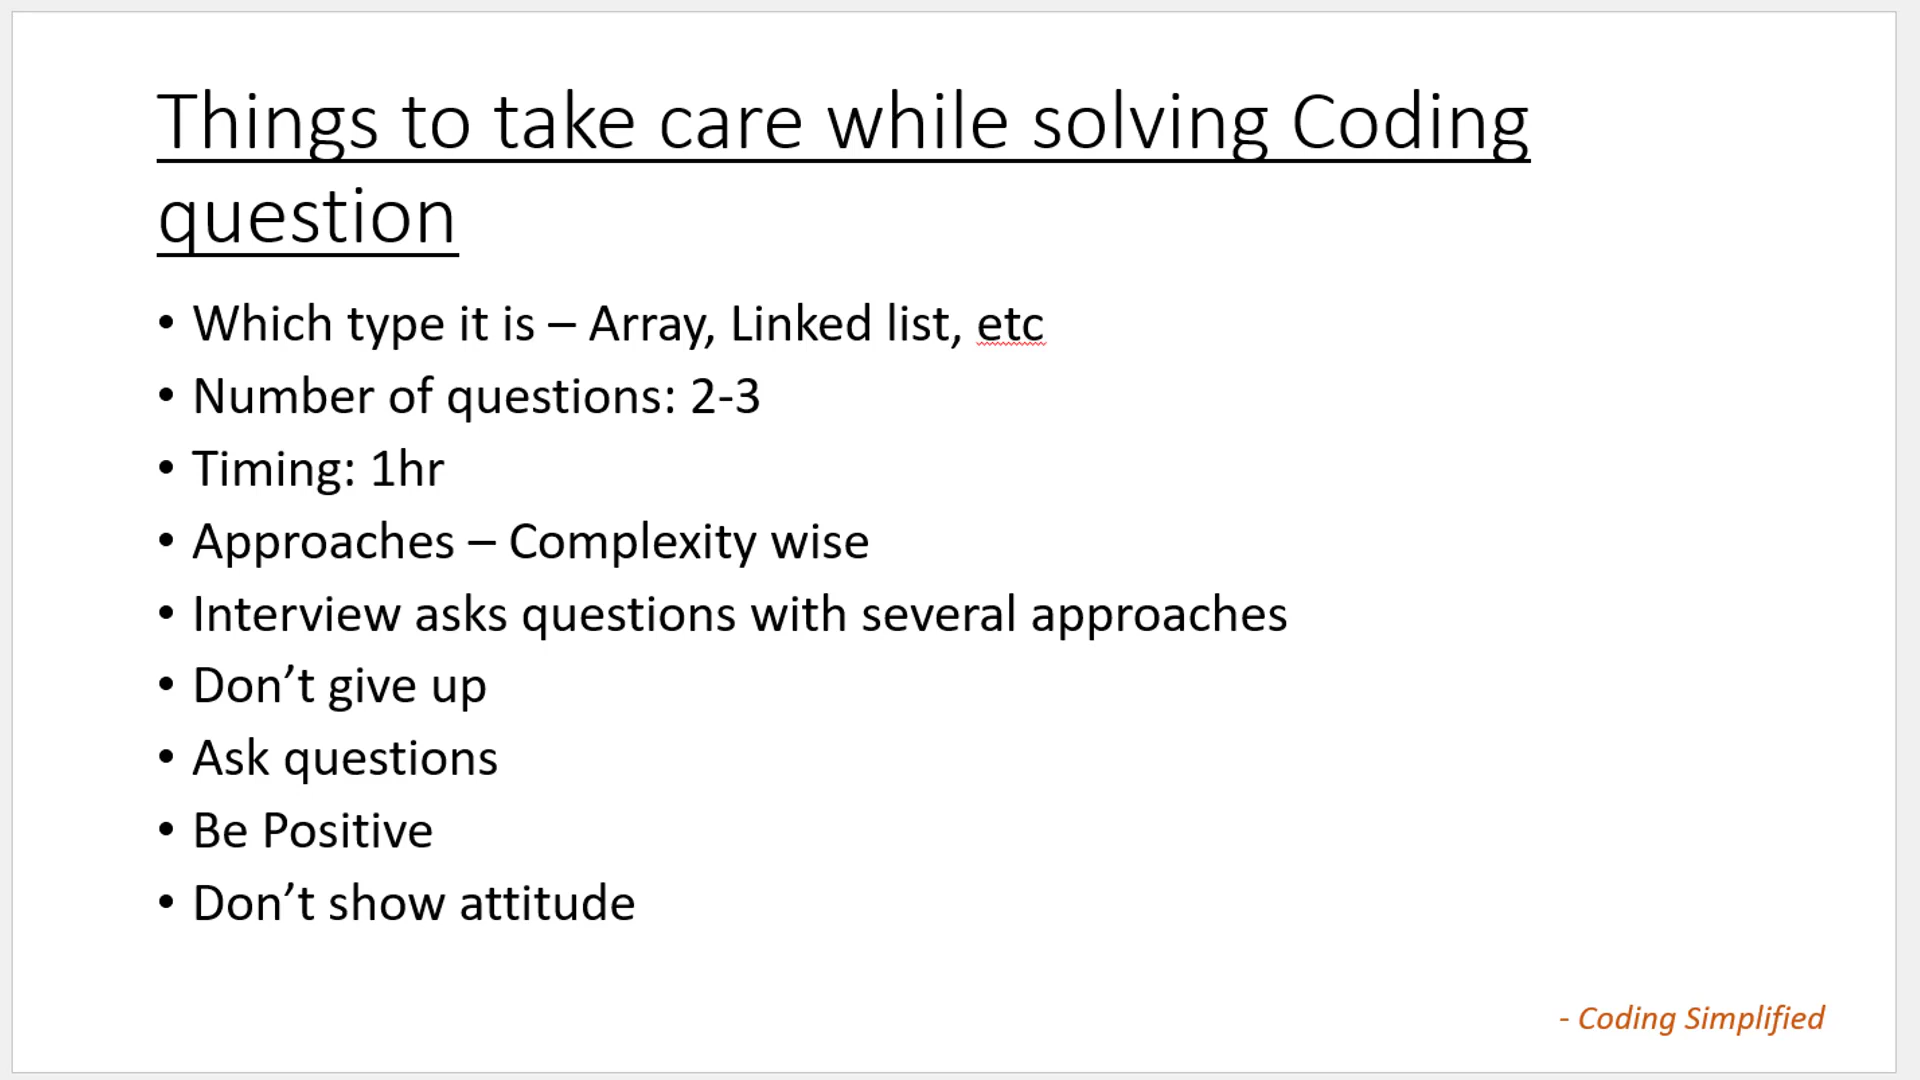 Things to take care while solving Coding
question
• Which type it is – Array, Linked list, etc
• Number of questions: 2-3
• Timing: 1hr
• Approaches – Complexity wise
• Interview asks questions with several approaches
• Don’t give up
• Ask questions
• Be Positive
• Don’t show attitude
- Coding Simplified